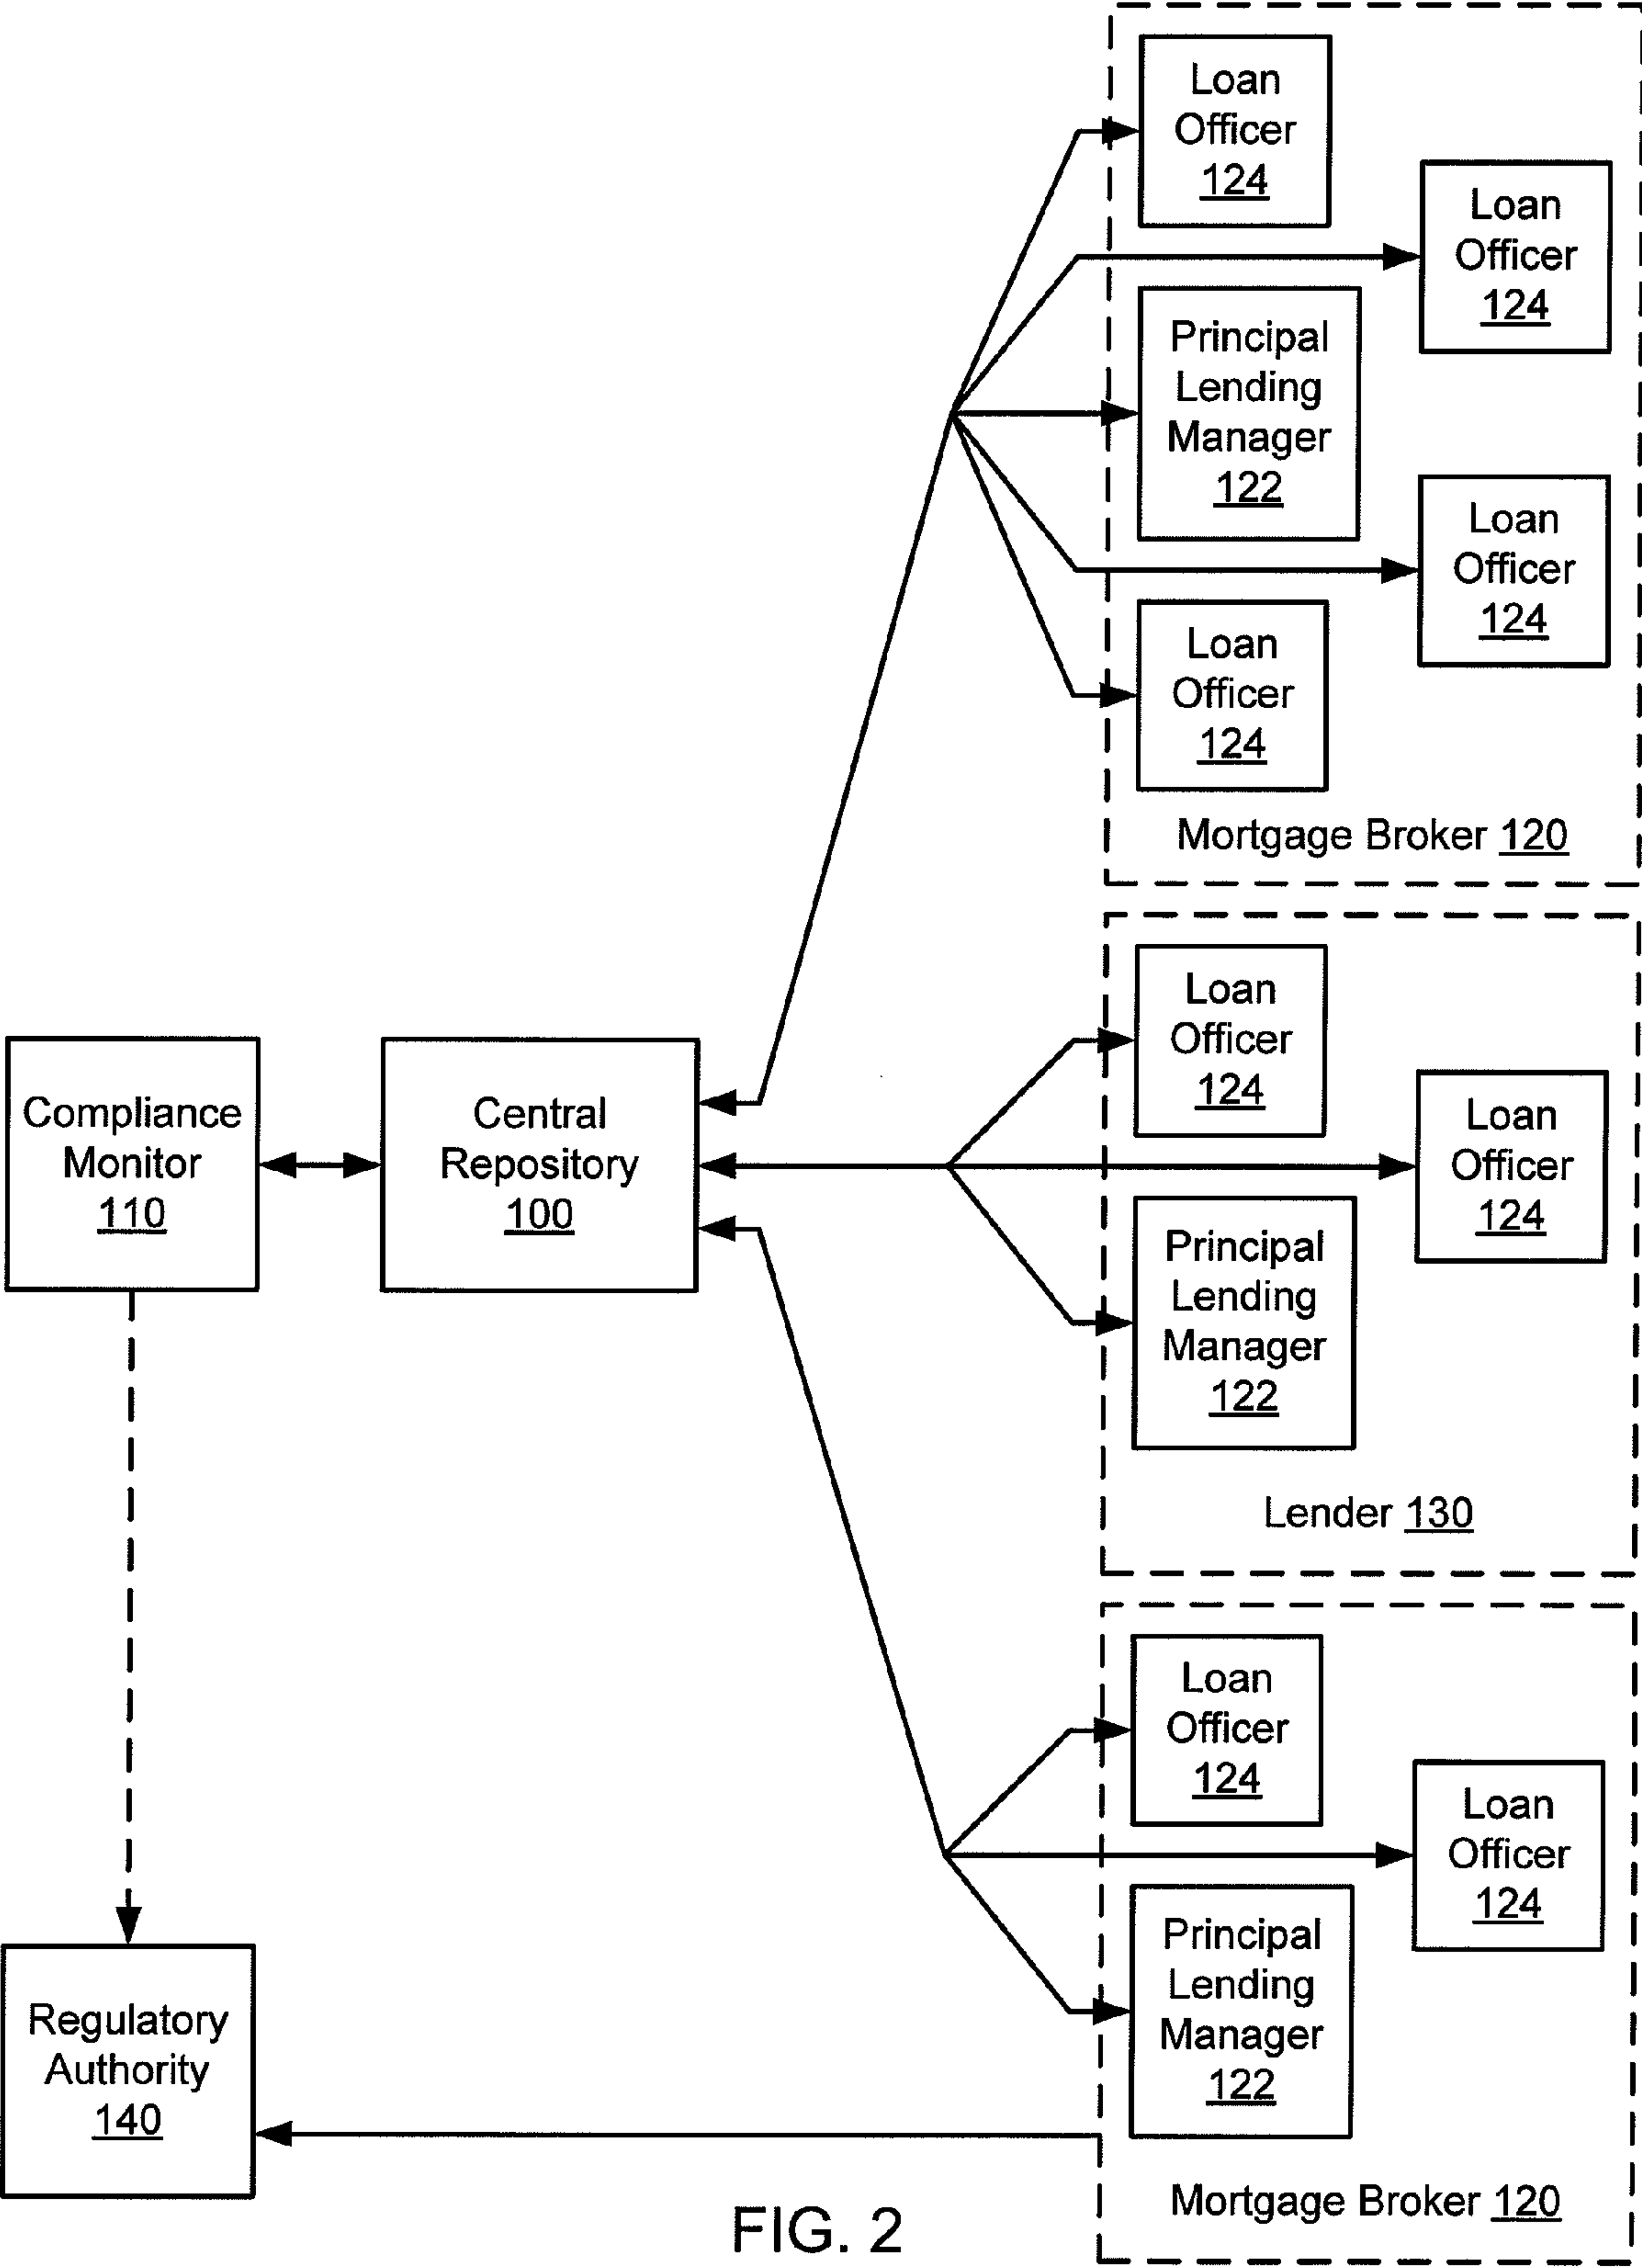 Loan
Officer
124
Loan
Officer
124
Principal
Lending
Manager
122
Loan
Officer
124
Loan
Officer
124
Mortgage Broker 120
Loan
Officer
124
Loan
Officer
124
Principal
Lending
Manager
122
Lender 130
Compliance
Monitor
110
Central
Repository
100
Loan
Officer
124
Loan
Officer
124
Principal
Lending
Manager
122
Mortgage Broker 120
Regulatory
Authority
140
FIG. 2